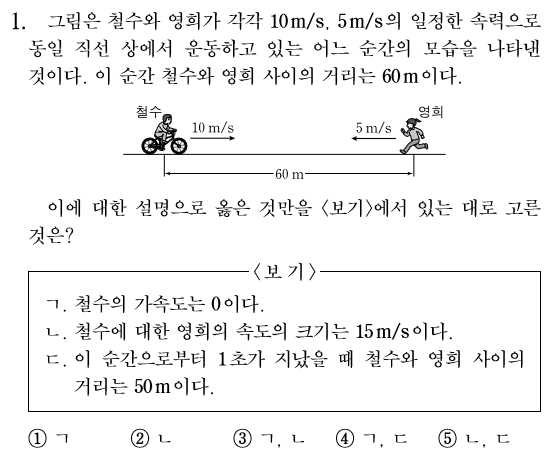 1. 그림은 철수와 영희가 각각 10 m/s, 5 m/s의 일정한 속력으로
동일 직선 상에서 운동하고 있는 어느 순간의 모습을 나타낸
것이다. 이 순간 철수와 영희 사이의 거리는 60 m이다.
철수 영희
10 m/s 5 m/s
60 m
이에 대한 설명으로 옳은 것만을 <보기>에서 있는 대로 고른
것은?
<보 기>
ㄱ. 철수의 가속도는 0이다.
ㄴ. 철수에 대한 영희의 속도의 크기는 15 m/s이다.
ㄷ. 이 순간으로부터 1초가 지났을 때 철수와 영희 사이의
거리는 50 m이다.
① ㄱ ② ㄴ ③ ㄱ, ㄴ ④ ㄱ, ㄷ ⑤ ㄴ, ㄷ